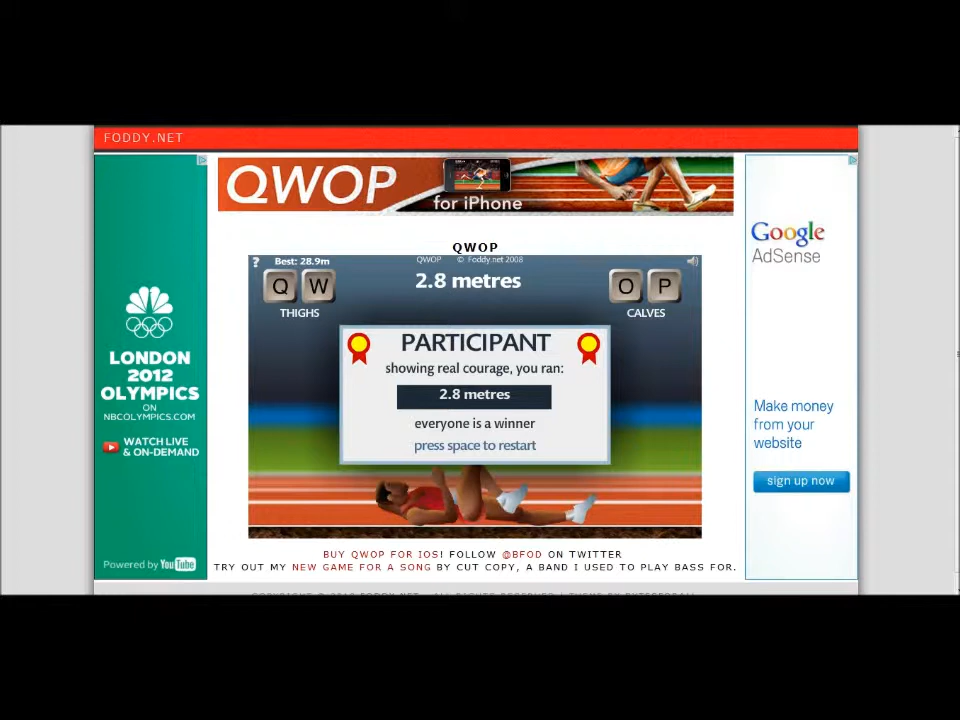 FODDY.NET
QWOP
for iPhone
QWOP
? Best: 28.9m QWOP © Foddy.net 2008
2.8 metres
Q W O P
THIGHS CALVES
PARTICIPANT
showing real courage, you ran:
2.8 metres
everyone is a winner
press space to restart
LONDON
2012
OLYMPICS
ON
NBCOLYMPICS.COM
WATCH LIVE
& ON-DEMAND
Powered by YouTube
Google
AdSense
Make money
from your
website
sign up now
BUY QWOP FOR IOS! FOLLOW @BFOD ON TWITTER
TRY OUT MY NEW GAME FOR A SONG BY CUT COPY, A BAND I USED TO PLAY BASS FOR.